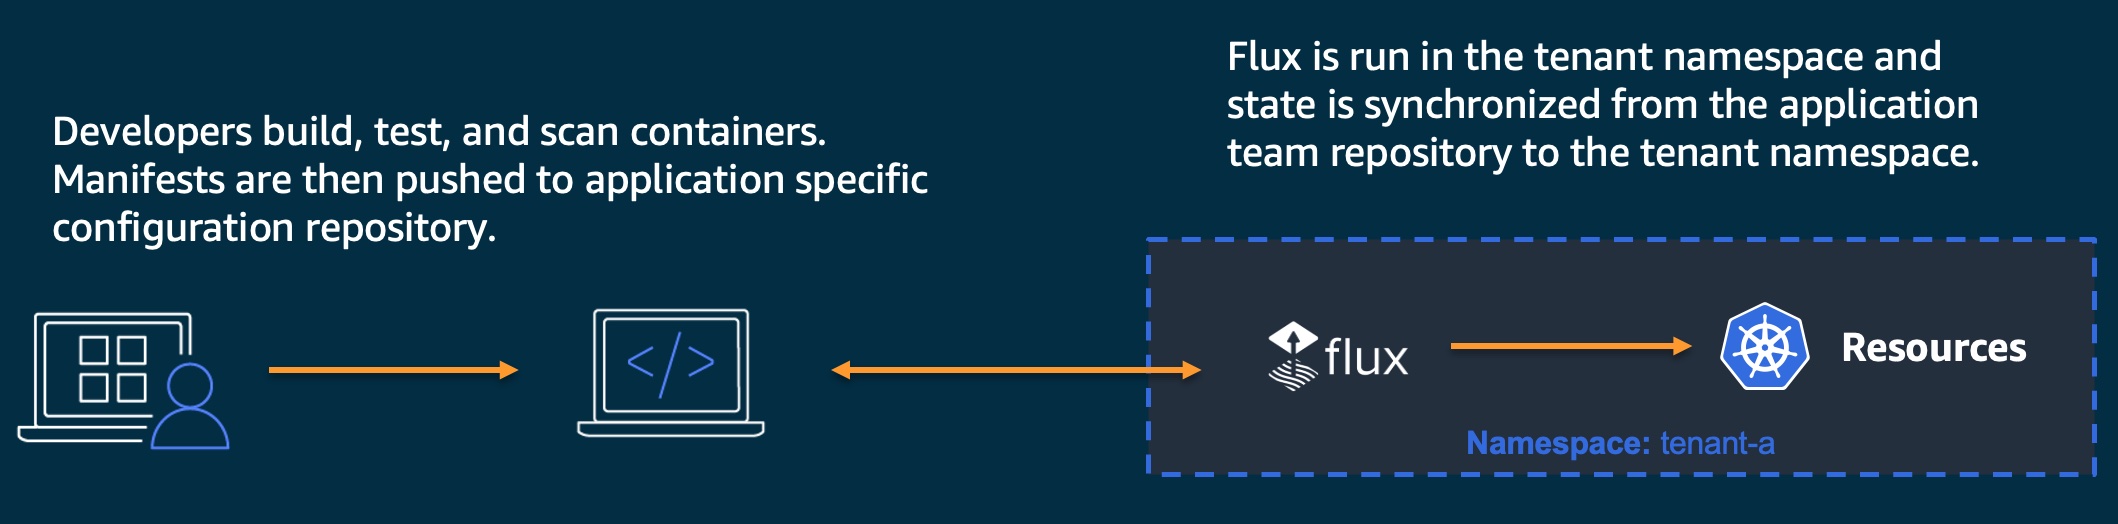 Developers build, test, and scan containers.
Manifests are then pushed to application specific
configuration repository.
Flux is run in the tenant namespace and
state is synchronized from the application
team repository to the tenant namespace.
</>
flux
Resources
Namespace: tenant-a